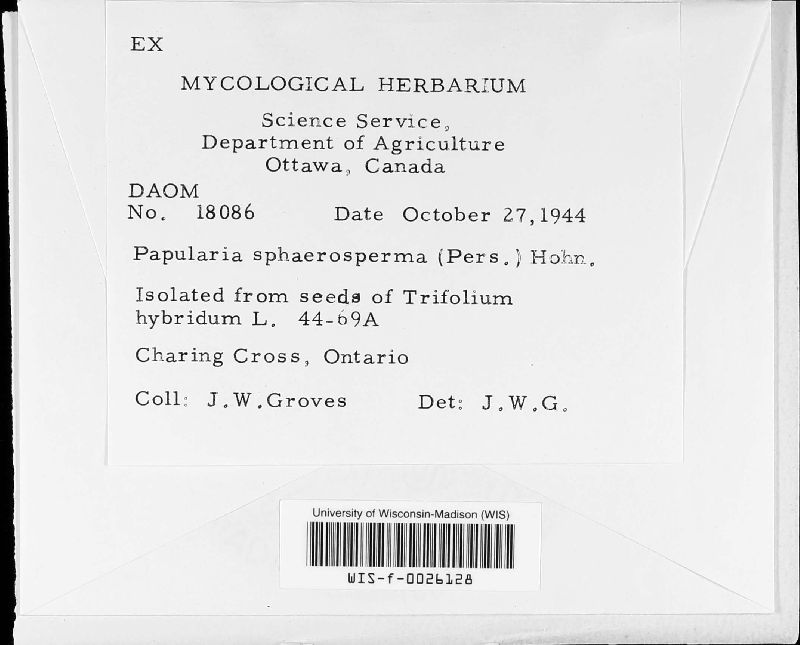 EX
MYCOLOGICAL HERBARIUM
Science Service,
Department of Agriculture
Ottawa, Canada
DAOM
No. 18086 Date October 27, 1944
Papularia sphaerosperma (Pers.) Hohn.
Isolated from seeds of Trifolium
hybridum L. 44-69A
Charing Cross, Ontario
Coll: J.W.Groves Det: J.W.G.
University of Wisconsin-Madison (WIS)
WIS-f-0026128